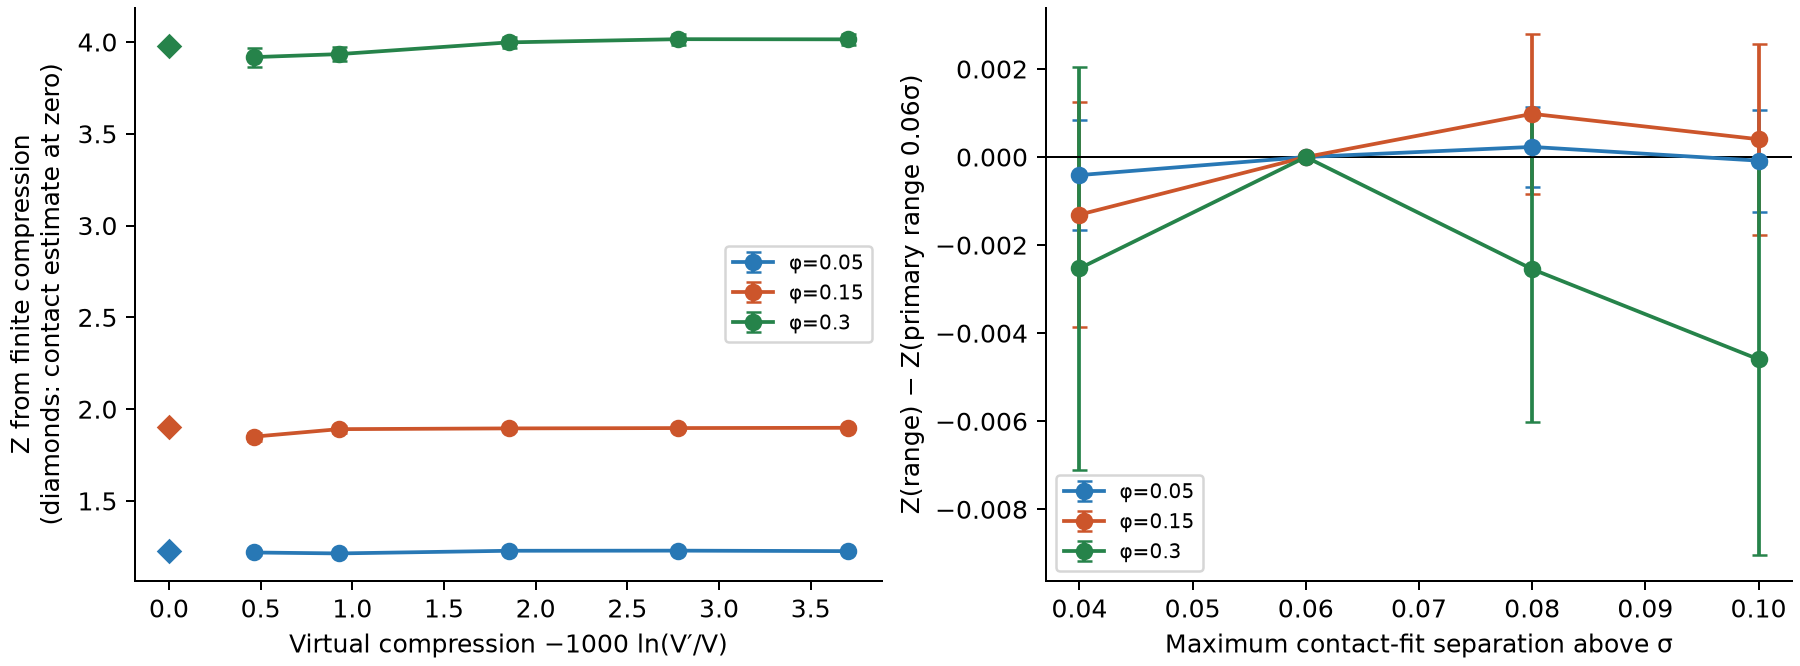 Z from finite compression
(diamonds: contact estimate at zero)
4.0
3.5
3.0
2.5
2.0
1.5
0.0 0.5 1.0 1.5 2.0 2.5 3.0 3.5
Virtual compression −1000 ln(V′/V)
φ=0.05
φ=0.15
φ=0.3
Z(range) − Z(primary range 0.06σ)
0.002
0.000
−0.002
−0.004
−0.006
−0.008
φ=0.05
φ=0.15
φ=0.3
0.04 0.05 0.06 0.07 0.08 0.09 0.10
Maximum contact-fit separation above σ